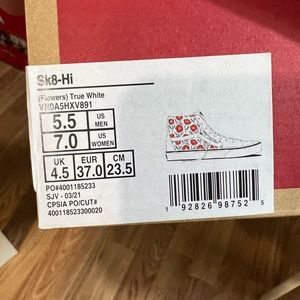 Sk8-Hi
(Flowers) True White
VN0A5HXV891
5.5 US MEN
7.0 US WOMEN
UK EUR CM
4.5 37.0 23.5
PO#4001185233
SJV - 03/21
CPSIA PO/CUT#
400118523300020
1 92826 98752 5